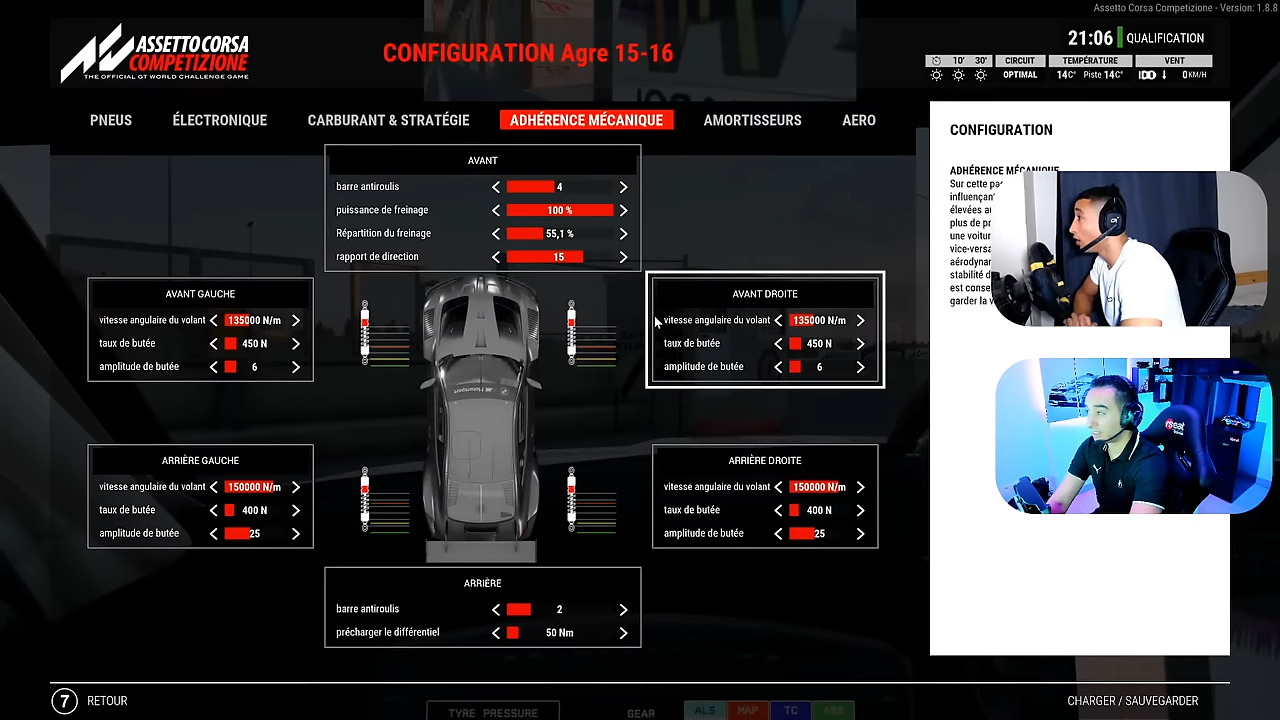 Assetto Corsa Competizione - Version: 1.8.8
ASSETTO CORSA
COMPETIZIONE
THE OFFICIAL GT WORLD CHALLENGE GAME
CONFIGURATION Agre 15-16
21:06 QUALIFICATION
10' 30' CIRCUIT TEMPÉRATURE VENT
OPTIMAL 14C° Piste 14C° 0 KM/H
PNEUS ÉLECTRONIQUE CARBURANT & STRATÉGIE ADHÉRENCE MÉCANIQUE AMORTISSEURS AERO
AVANT
barre antiroulis 4
puissance de freinage 100 %
Répartition du freinage 55,1 %
rapport de direction 15
AVANT GAUCHE
vitesse angulaire du volant 135000 N/m
taux de butée 450 N
amplitude de butée 6
AVANT DROITE
vitesse angulaire du volant 135000 N/m
taux de butée 450 N
amplitude de butée 6
ARRIÈRE GAUCHE
vitesse angulaire du volant 150000 N/m
taux de butée 400 N
amplitude de butée 25
ARRIÈRE DROITE
vitesse angulaire du volant 150000 N/m
taux de butée 400 N
amplitude de butée 25
ARRIÈRE
barre antiroulis 2
précharger le différentiel 50 Nm
CONFIGURATION
ADHÉRENCE MÉCANIQUE
Sur cette
influençan
élevées
plus de
une voitur
vice-versa
aérodynam
stabilité
est conse
garder la
rseat
7 RETOUR
CHARGER / SAUVEGARDER
TYRE PRESSURE GEAR ALS MAP TC ABS